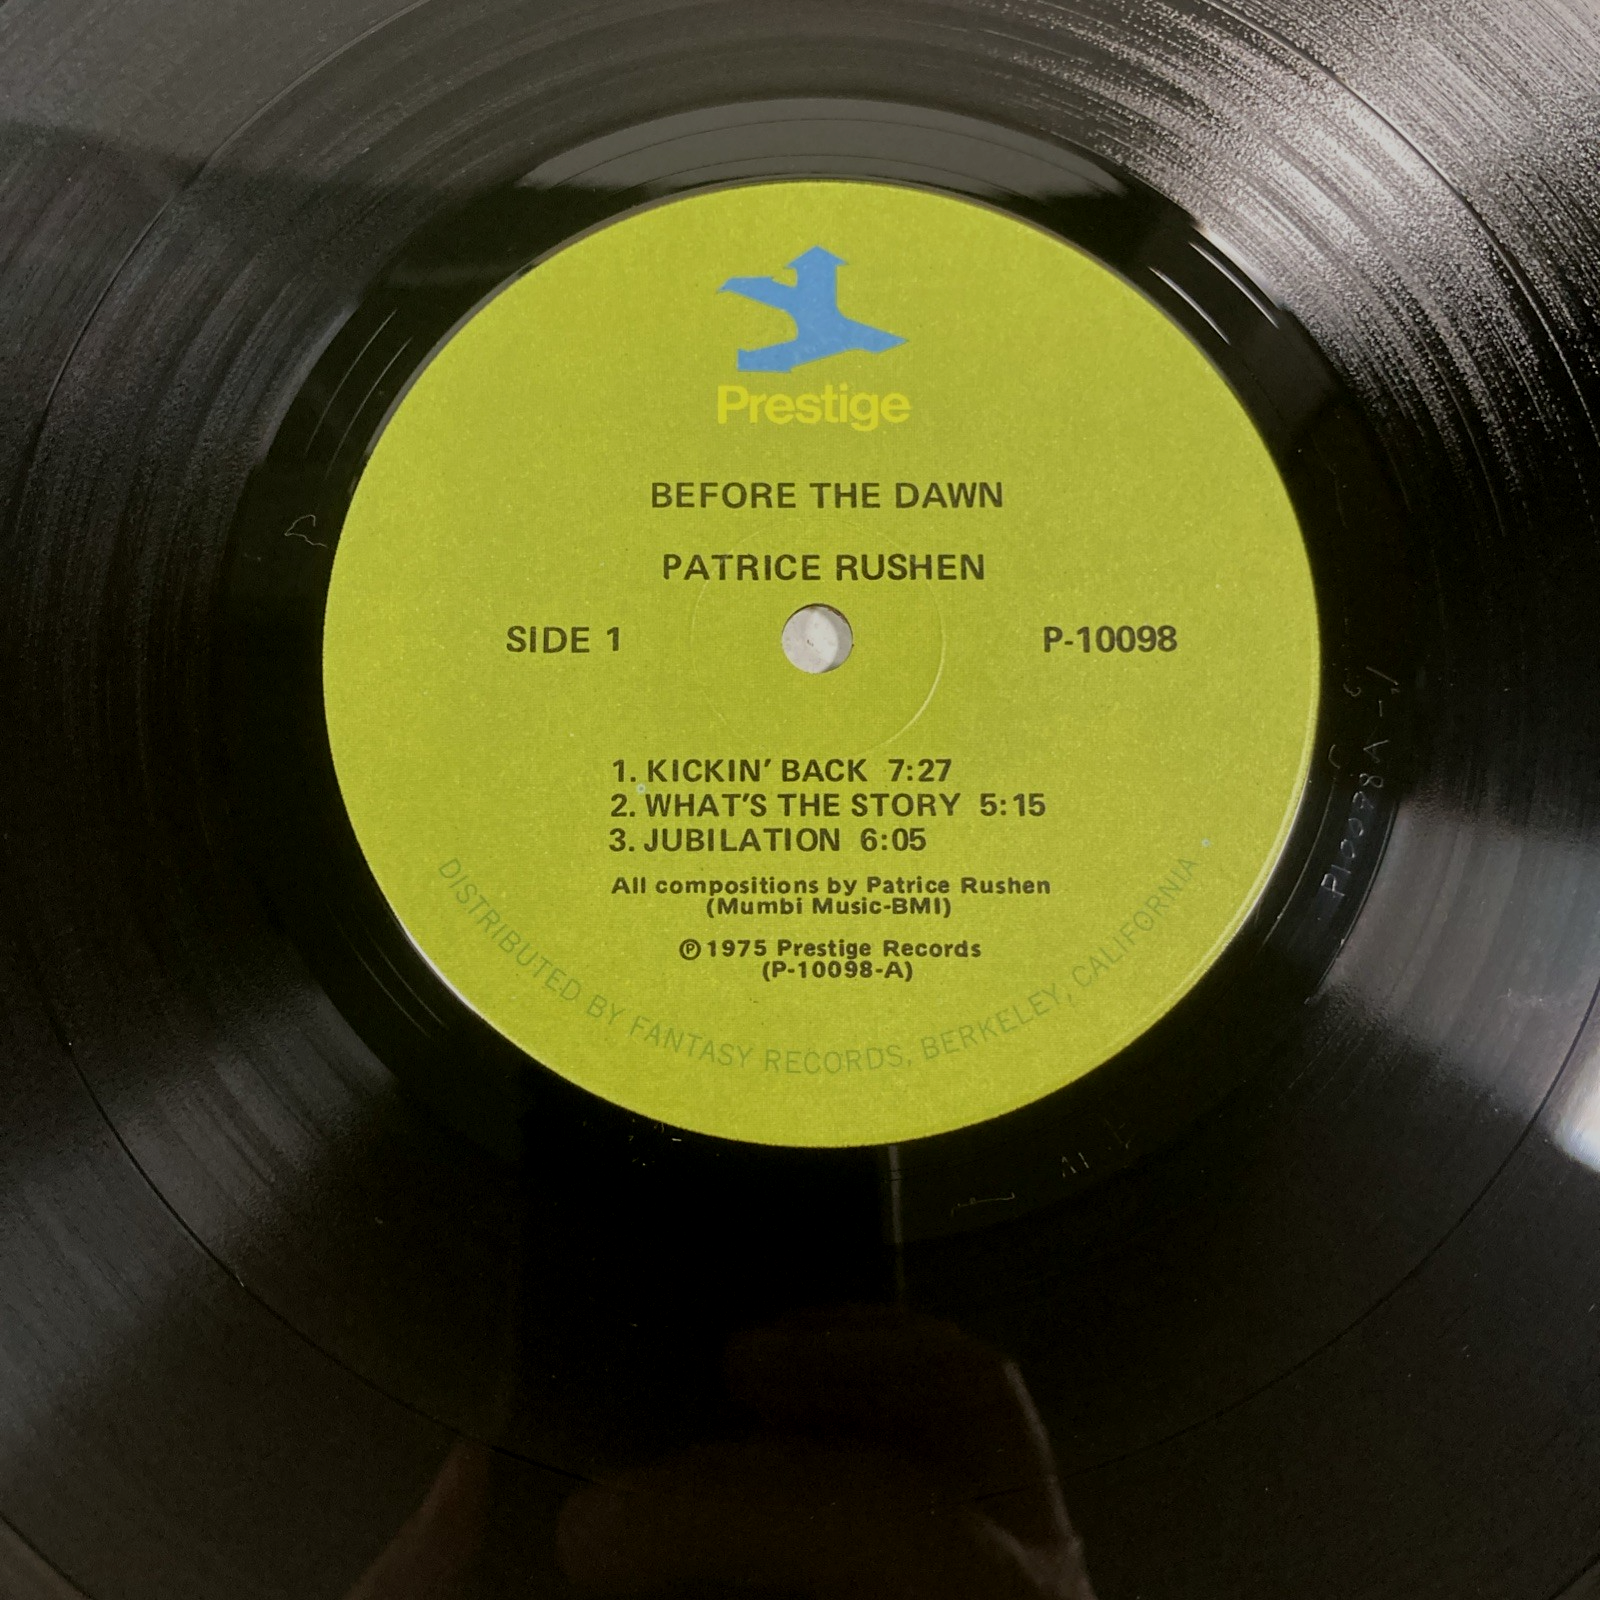 Prestige
BEFORE THE DAWN
PATRICE RUSHEN
SIDE 1
P-10098
1. KICKIN' BACK 7:27
2. WHAT'S THE STORY 5:15
3. JUBILATION 6:05
All compositions by Patrice Rushen
(Mumbi Music-BMI)
℗ 1975 Prestige Records
(P-10098-A)
DISTRIBUTED BY FANTASY RECORDS, BERKELEY, CALIFORNIA